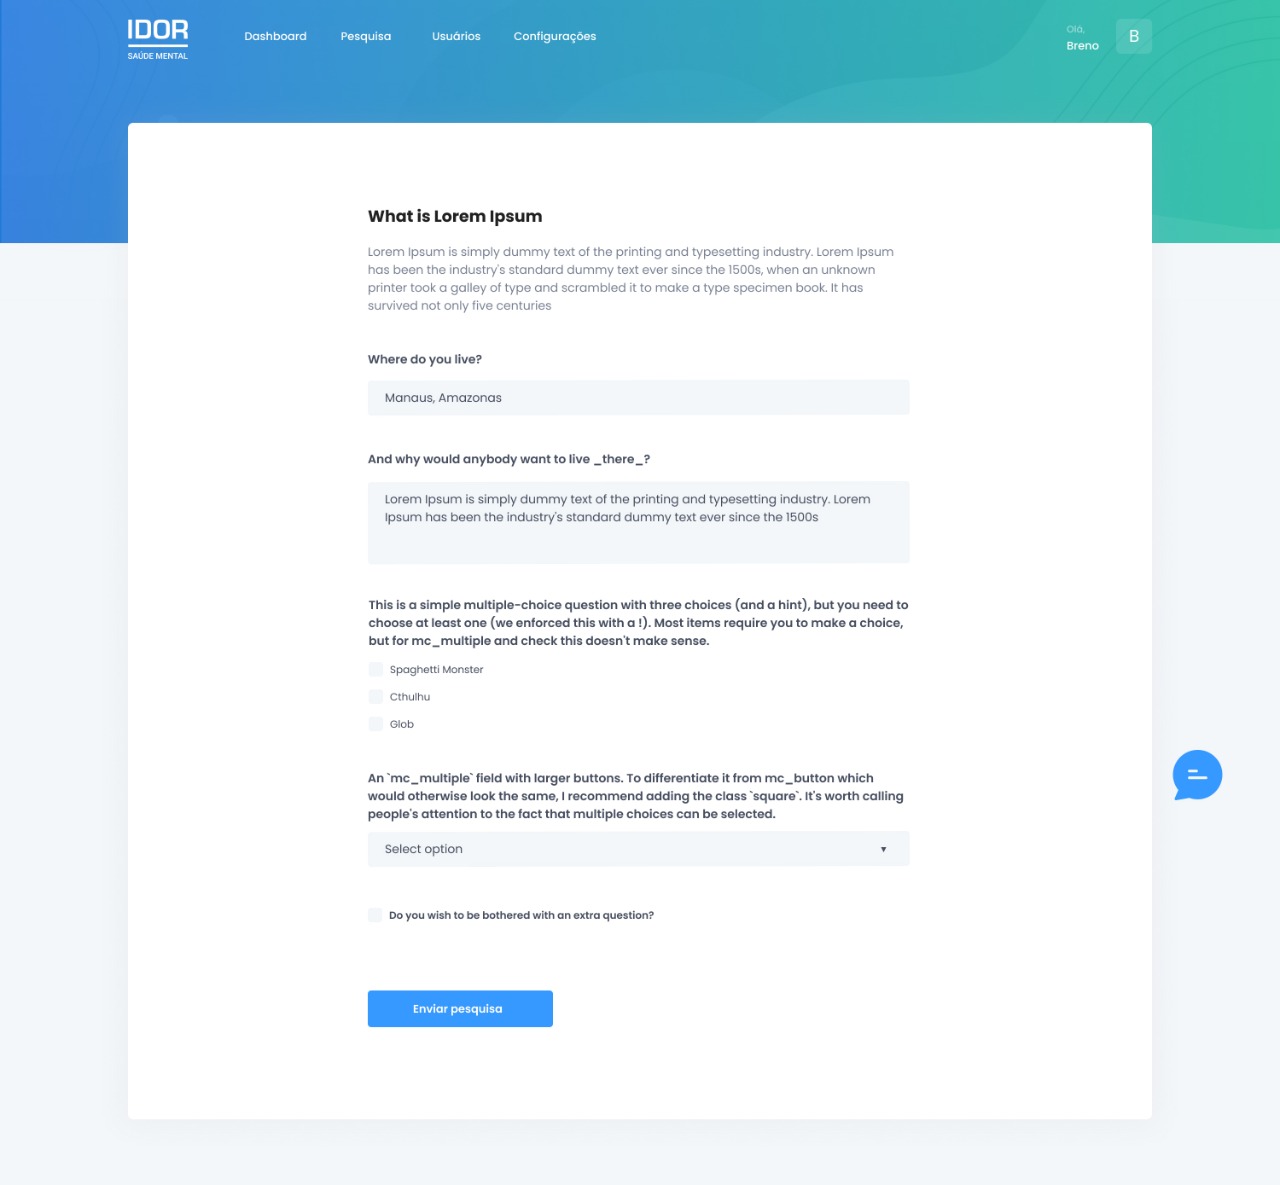 IDOR
SAÚDE MENTAL
Dashboard
Pesquisa
Usuários
Configurações
Olá,
Breno
B
What is Lorem Ipsum
Lorem Ipsum is simply dummy text of the printing and typesetting industry. Lorem Ipsum
has been the industry's standard dummy text ever since the 1500s, when an unknown
printer took a galley of type and scrambled it to make a type specimen book. It has
survived not only five centuries
Where do you live?
Manaus, Amazonas
And why would anybody want to live _there_?
Lorem Ipsum is simply dummy text of the printing and typesetting industry. Lorem
Ipsum has been the industry's standard dummy text ever since the 1500s
This is a simple multiple-choice question with three choices (and a hint), but you need to
choose at least one (we enforced this with a !). Most items require you to make a choice,
but for mc_multiple and check this doesn't make sense.
Spaghetti Monster
Cthulhu
Glob
An `mc_multiple` field with larger buttons. To differentiate it from mc_button which
would otherwise look the same, I recommend adding the class `square`. It's worth calling
people's attention to the fact that multiple choices can be selected.
Select option
Do you wish to be bothered with an extra question?
Enviar pesquisa